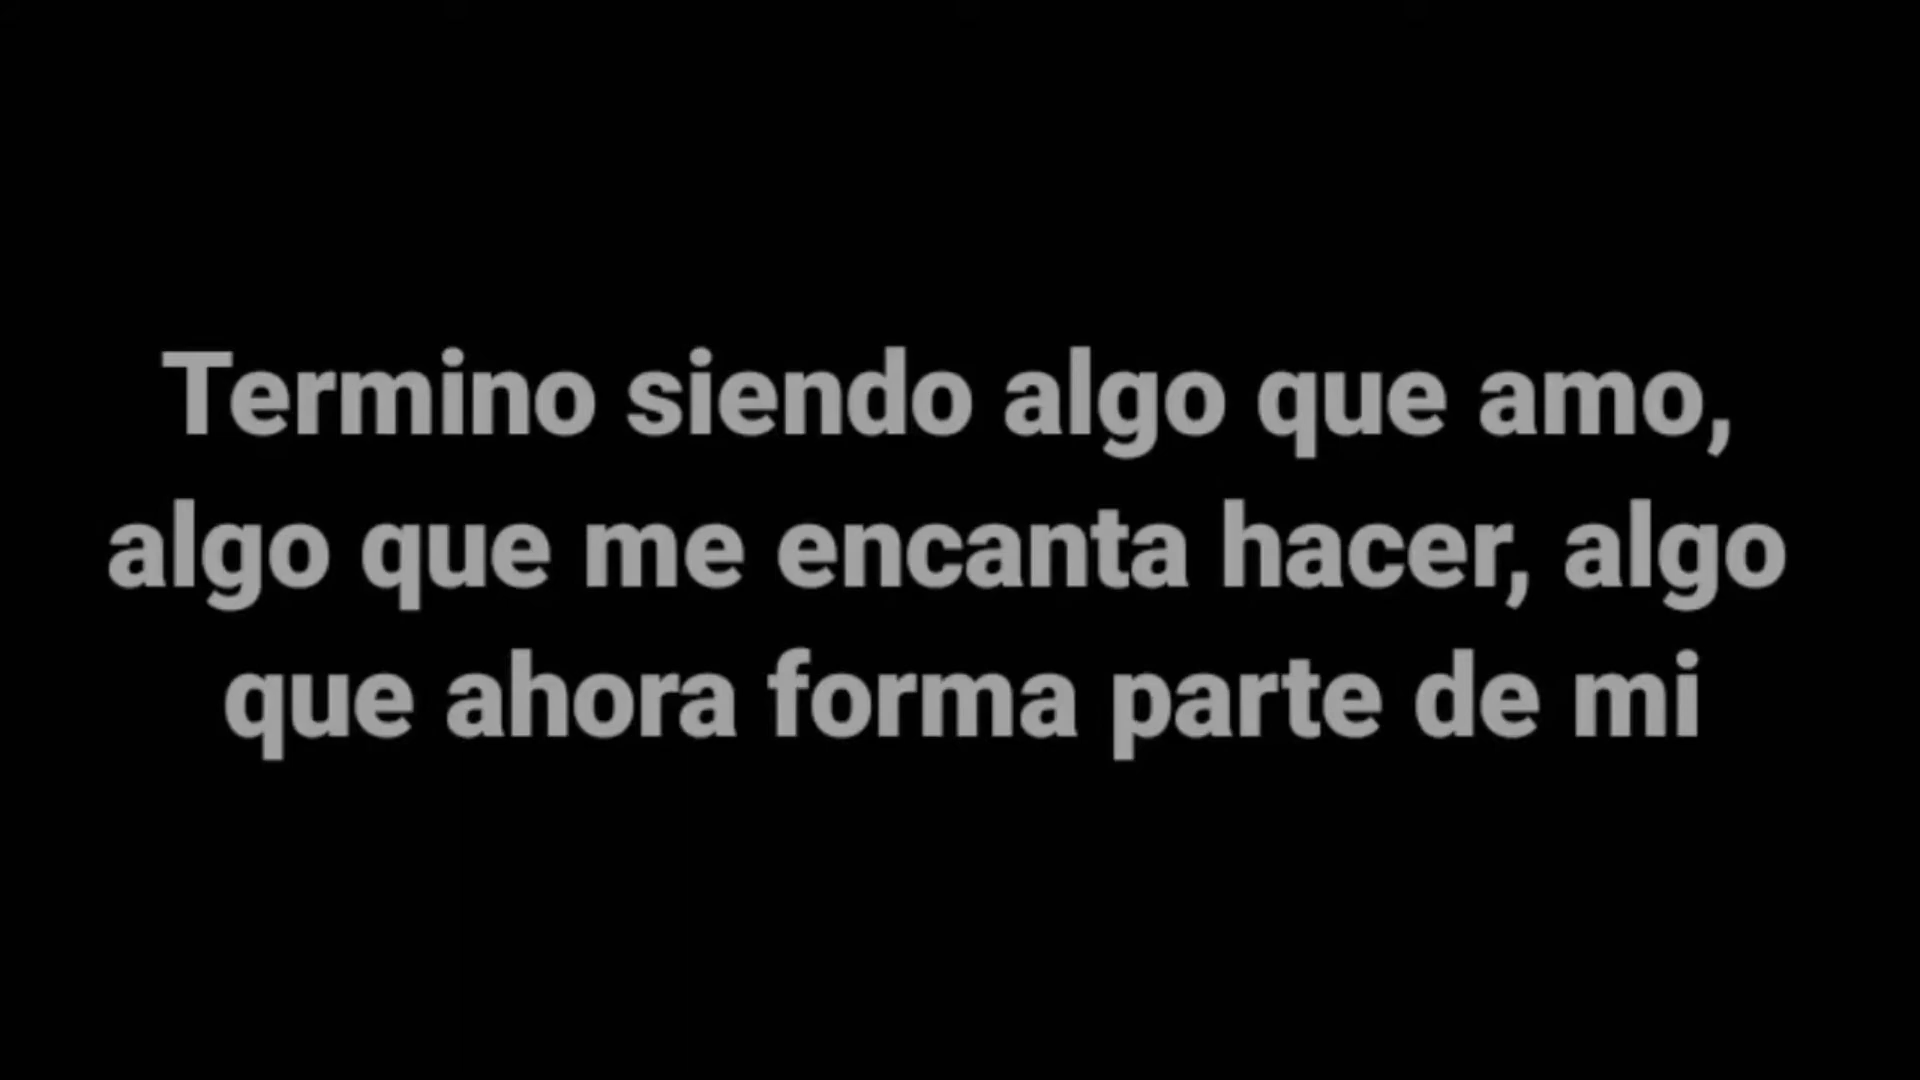 Termino siendo algo que amo,
algo que me encanta hacer, algo
que ahora forma parte de mi